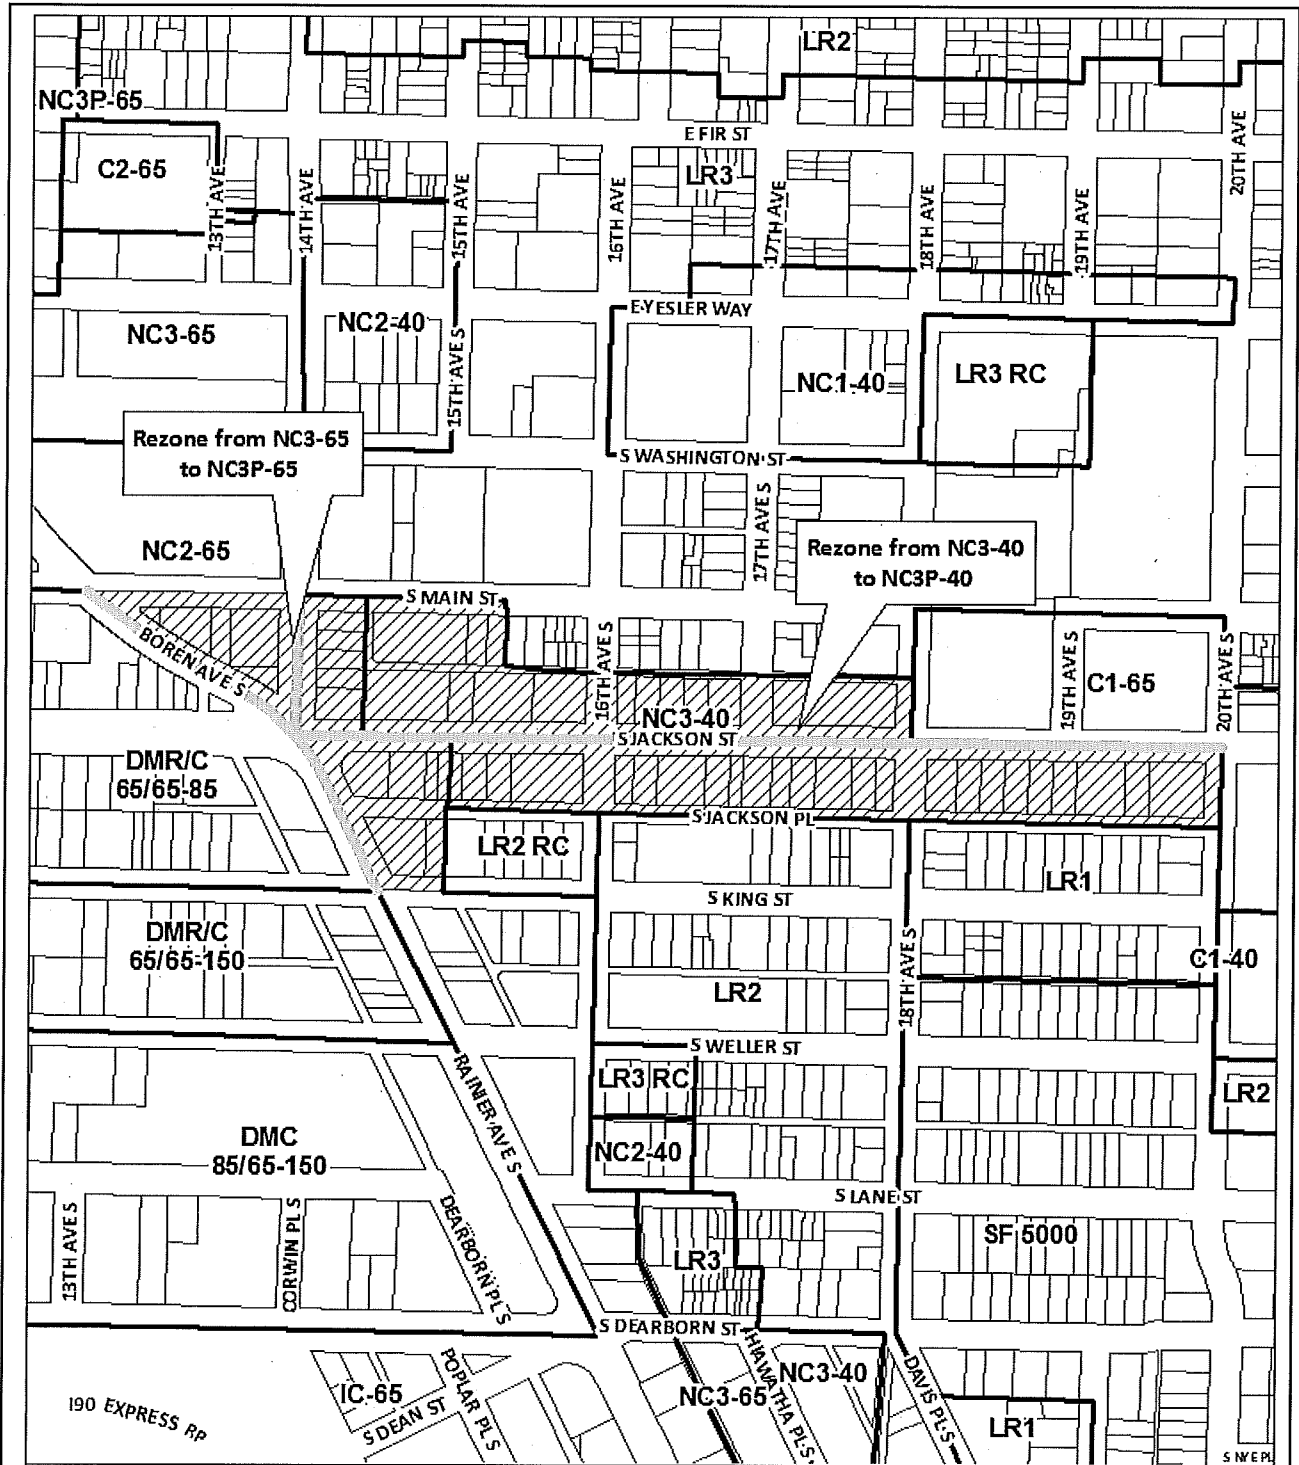 LR2
NC3P-65
E FIR ST
20TH AVE
C2-65
LR3
13TH AVE
14TH AVE
15TH AVE
16TH AVE
17TH AVE
18TH AVE
19TH AVE
E YESLER WAY
NC3-65
NC2-40
15TH AVE S
NC1-40
LR3 RC
Rezone from NC3-65
to NC3P-65
S WASHINGTON ST
17TH AVE S
NC2-65
Rezone from NC3-40
to NC3P-40
S MAIN ST
BOREN AVE S
16TH AVE S
19TH AVE S
C1-65
20TH AVE S
NC3-40
S JACKSON ST
DMR/C
65/65-85
S JACKSON PL
LR2 RC
LR1
S KING ST
DMR/C
65/65-150
18TH AVE S
C1-40
LR2
S WELLER ST
RAINIER AVE S
LR3 RC
LR2
DMC
85/65-150
NC2-40
S LANE ST
13TH AVE S
CORWIN PL S
DEARBORN PL S
LR3
SF 5000
S DEARBORN ST
HIAWATHA PL S
IC-65
POPLAR PL S
S DEAN ST
NC3-65
NC3-40
DAVIS PL S
LR1
I90 EXPRESS RP
S NYE PL